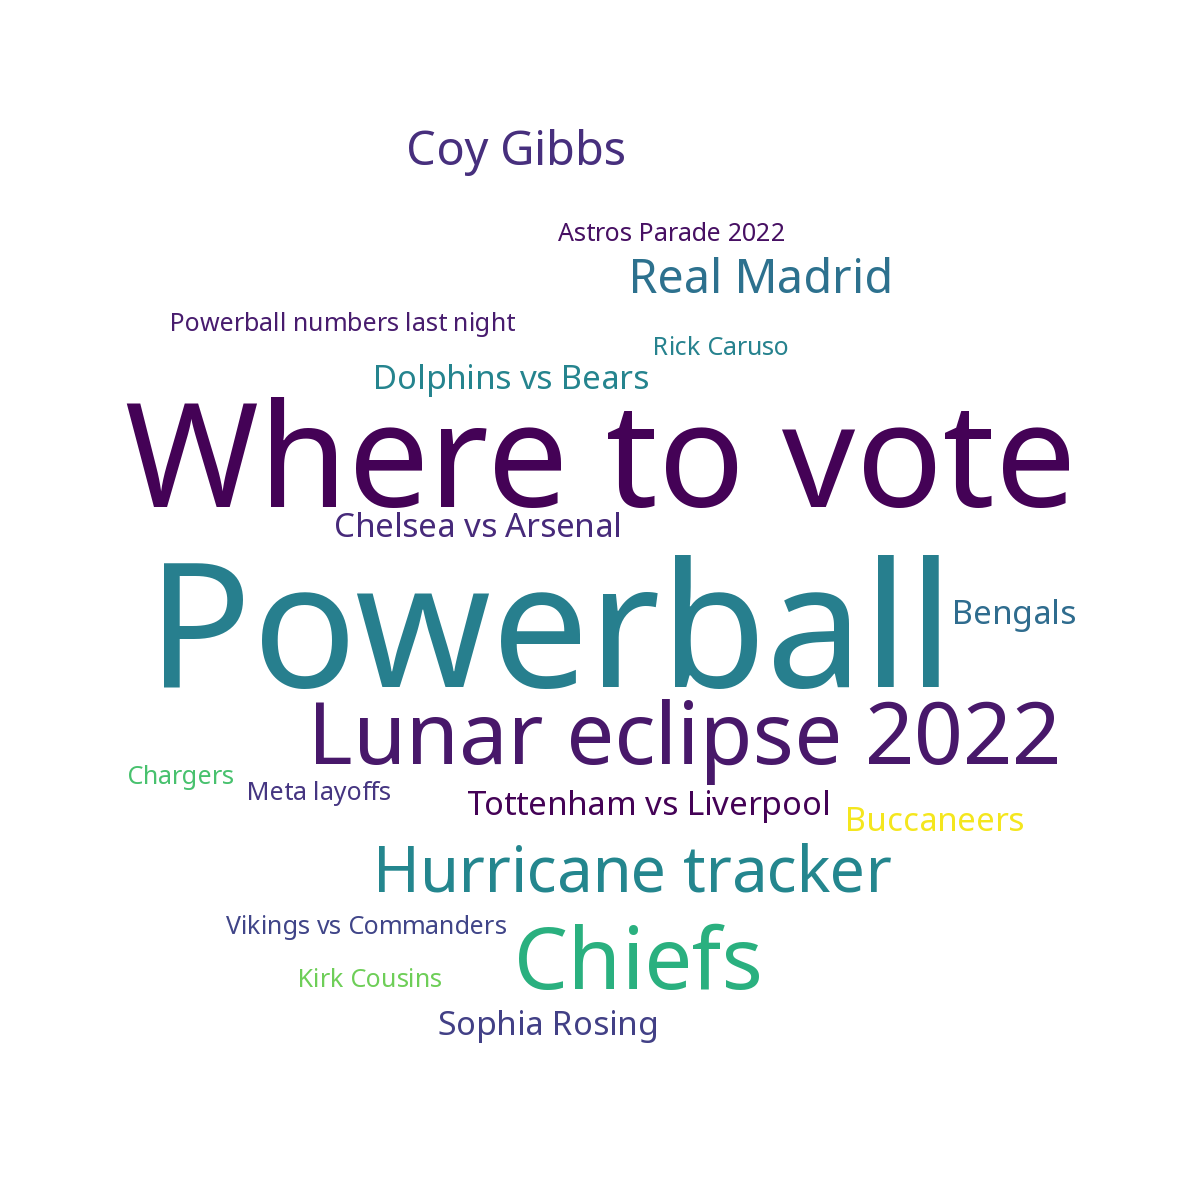 Coy Gibbs
Astros Parade 2022
Real Madrid
Powerball numbers last night
Rick Caruso
Dolphins vs Bears
Where to vote
Chelsea vs Arsenal
Powerball
Bengals
Lunar eclipse 2022
Chargers
Meta layoffs
Tottenham vs Liverpool
Buccaneers
Hurricane tracker
Vikings vs Commanders
Chiefs
Kirk Cousins
Sophia Rosing